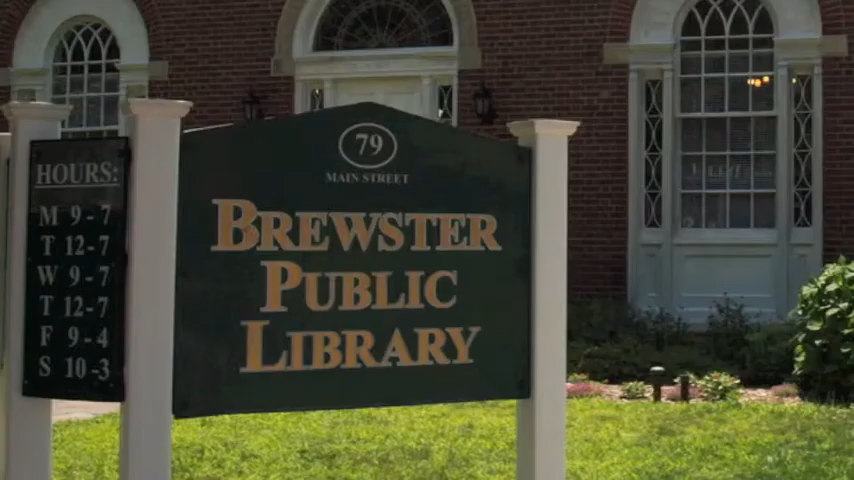 HOURS:
M 9-7
T 12-7
W 9-7
T 12-7
F 9-4
S 10-3
79
MAIN STREET
BREWSTER
PUBLIC
LIBRARY